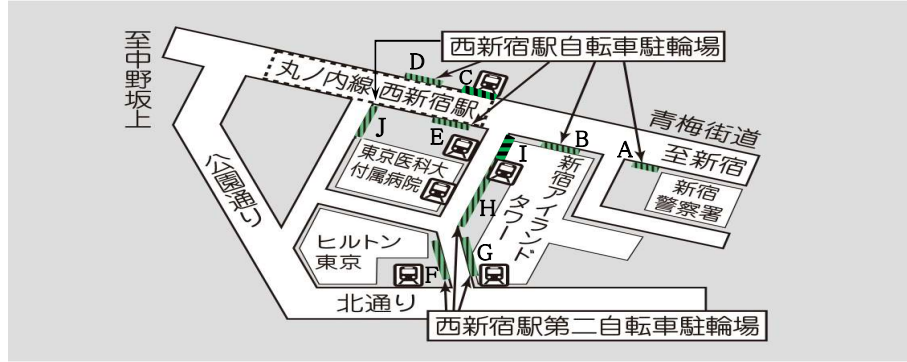 至中野坂上
西新宿駅自転車駐輪場
D
C
丸ノ内線 西新宿駅
青梅街道
至新宿
J
E
B
A
I
東京医科大
付属病院
新宿アイランド
タワー
新宿
警察署
公園通り
H
ヒルトン
東京
F
G
北通り
西新宿駅第二自転車駐輪場